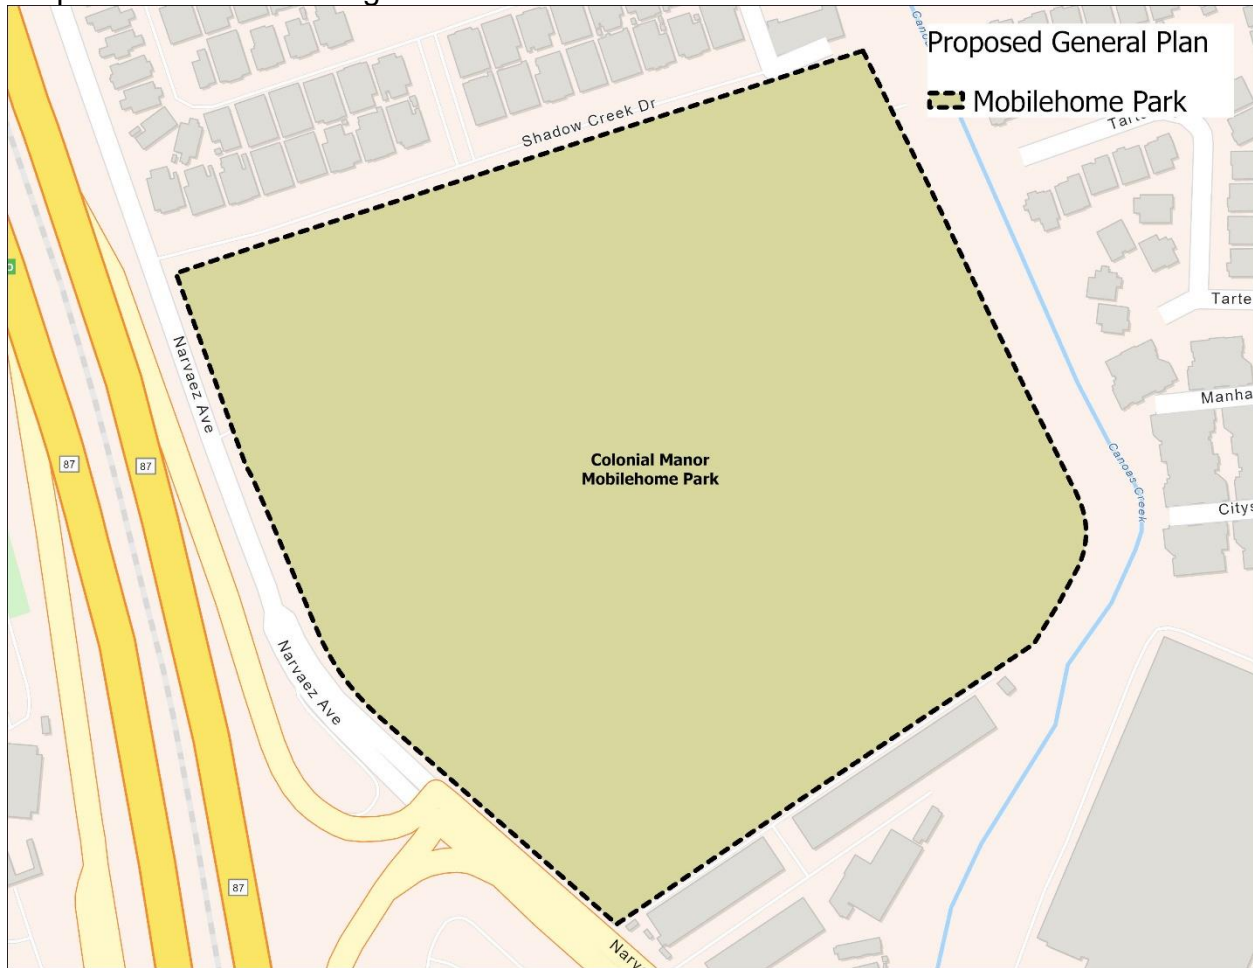 Proposed General Plan
Mobilehome Park
Shadow Creek Dr
Narvaez Ave
87
87
Colonial Manor
Mobilehome Park
Canoas Creek
Tarte
Manha
Citys
Narvaez Ave
87
Narv